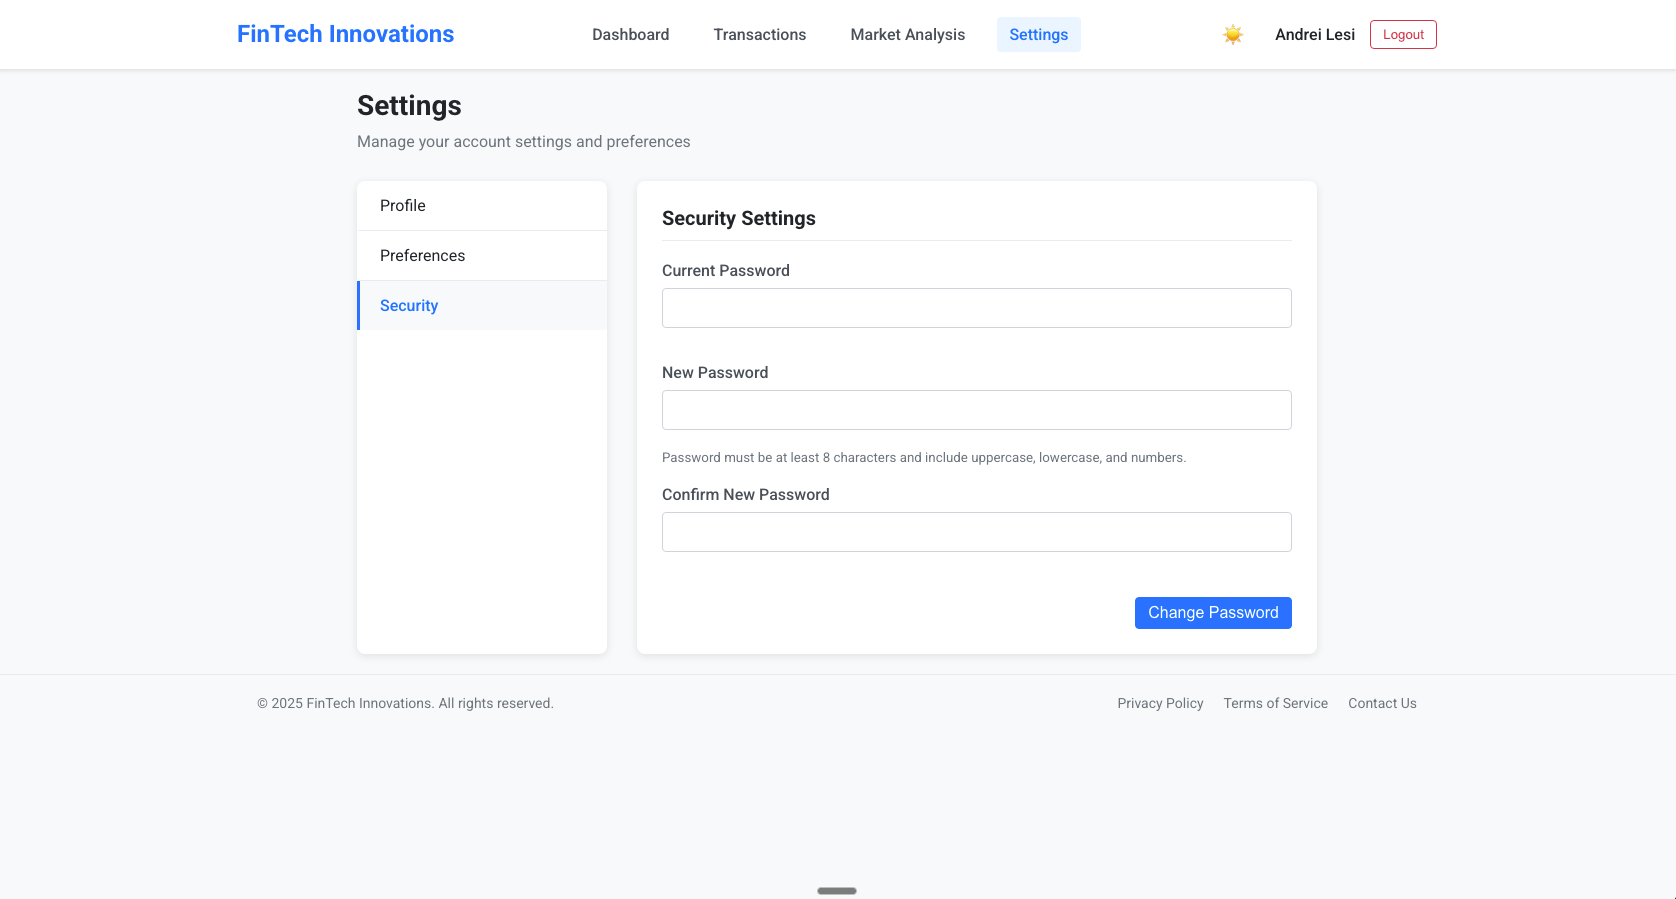 FinTech Innovations
Dashboard
Transactions
Market Analysis
Settings
Andrei Lesi
Logout
Settings
Manage your account settings and preferences
Profile
Preferences
Security
Security Settings
Current Password
New Password
Password must be at least 8 characters and include uppercase, lowercase, and numbers.
Confirm New Password
Change Password
© 2025 FinTech Innovations. All rights reserved.
Privacy Policy
Terms of Service
Contact Us